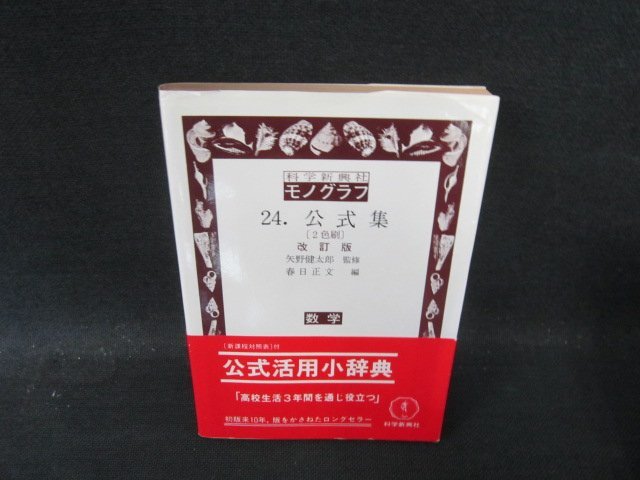 科学新興社
モノグラフ
24. 公式集
〔2色刷〕
改訂版
矢野健太郎 監修
春日正文 編
数学
〔新課程対照表〕付
公式活用小辞典
「高校生活3年間を通じ役立つ」
初版来10年，版をかさねたロングセラー
科学新興社